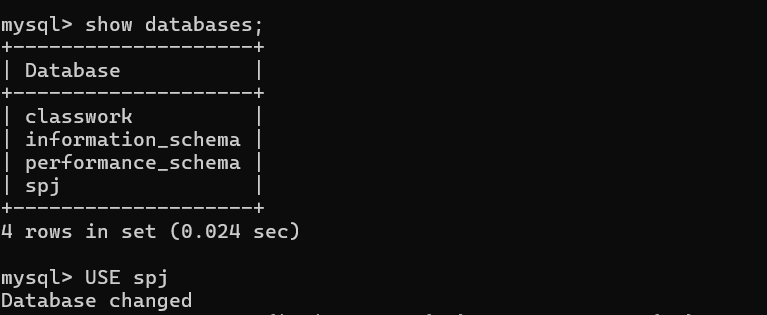 mysql> show databases;
+--------------------+
| Database           |
+--------------------+
| classwork          |
| information_schema |
| performance_schema |
| spj                |
+--------------------+
4 rows in set (0.024 sec)
mysql> USE spj
Database changed